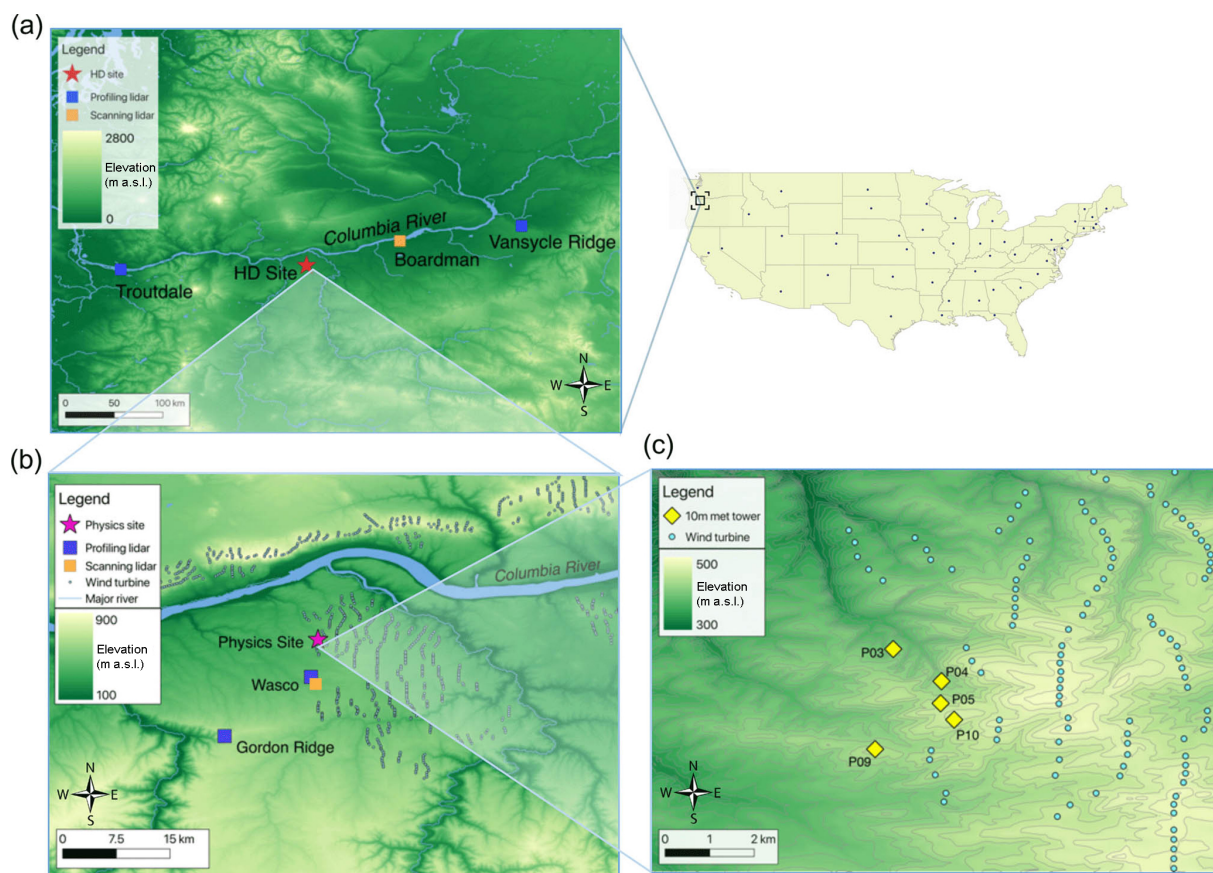 (a)
Legend
HD site
Profiling lidar
Scanning lidar
2800
Elevation
(m a.s.l.)
0
Columbia River
Vansycle Ridge
Boardman
HD Site
Troutdale
N
W E
S
0 50 100 km
(b)
Legend
Physics site
Profiling lidar
Scanning lidar
Wind turbine
Major river
900
Elevation
(m a.s.l.)
100
Columbia River
Physics Site
Wasco
Gordon Ridge
N
W E
S
0 7.5 15 km
(c)
Legend
10m met tower
Wind turbine
500
Elevation
(m a.s.l.)
300
P03
P04
P05
P10
P09
N
W E
S
0 1 2 km